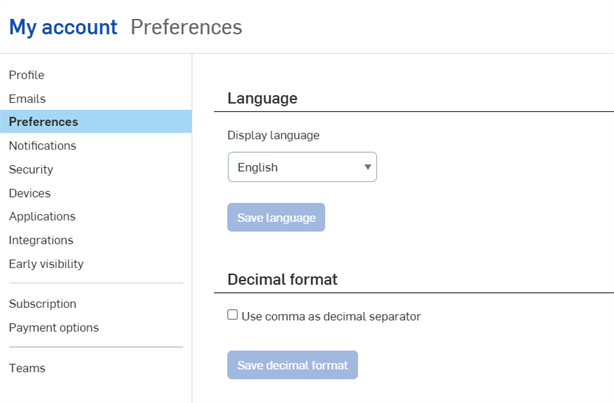 My account Preferences
Profile
Emails
Preferences
Notifications
Security
Devices
Applications
Integrations
Early visibility
Subscription
Payment options
Teams
Language
Display language
English
Save language
Decimal format
Use comma as decimal separator
Save decimal format